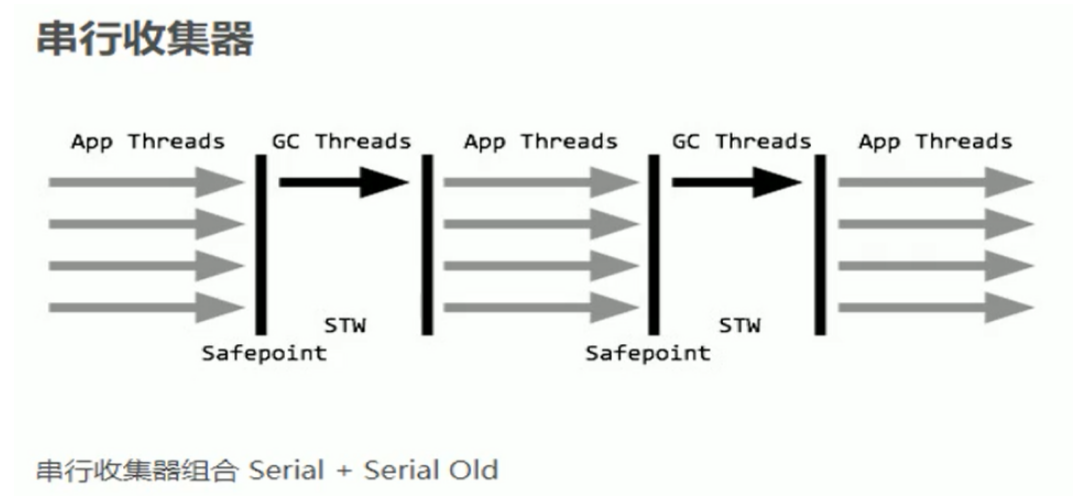 串行收集器
App Threads GC Threads App Threads GC Threads App Threads
STW STW
Safepoint Safepoint
串行收集器组合 Serial + Serial Old